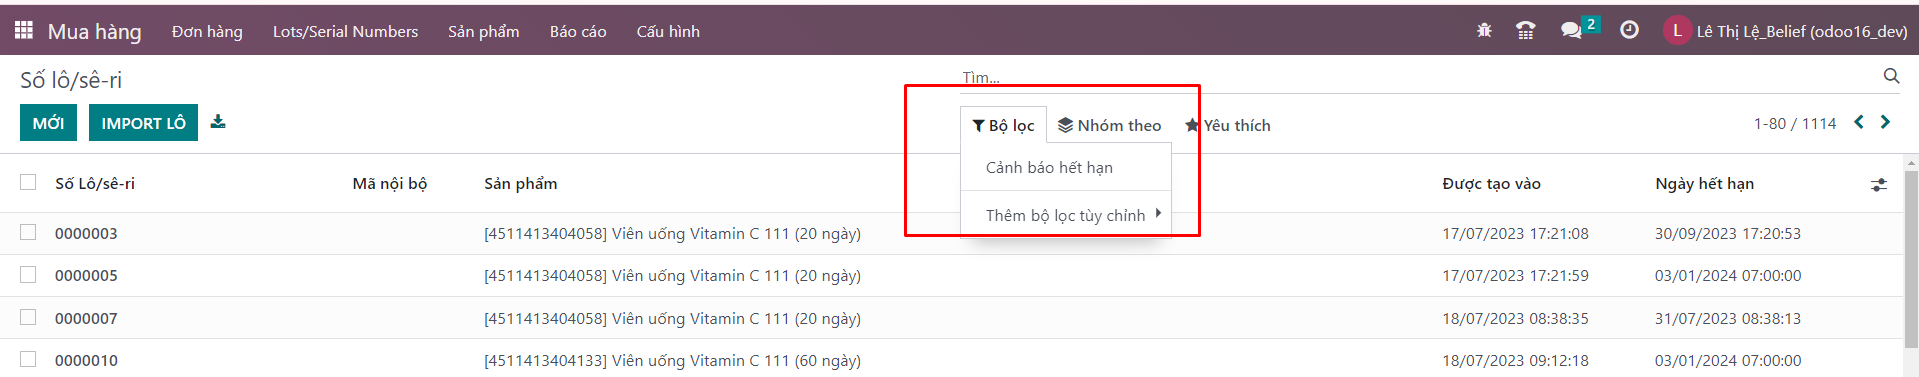 Mua hàng Đơn hàng Lots/Serial Numbers Sản phẩm Báo cáo Cấu hình 2 L Lê Thị Lệ_Belief (odoo16_dev)
Số lô/sê-ri Tìm...
MỚI IMPORT LÔ Bộ lọc Nhóm theo Yêu thích 1-80 / 1114
Cảnh báo hết hạn
Thêm bộ lọc tùy chỉnh
Số Lô/sê-ri Mã nội bộ Sản phẩm Được tạo vào Ngày hết hạn
0000003 [4511413404058] Viên uống Vitamin C 111 (20 ngày) 17/07/2023 17:21:08 30/09/2023 17:20:53
0000005 [4511413404058] Viên uống Vitamin C 111 (20 ngày) 17/07/2023 17:21:59 03/01/2024 07:00:00
0000007 [4511413404058] Viên uống Vitamin C 111 (20 ngày) 18/07/2023 08:38:35 31/07/2023 08:38:13
0000010 [4511413404133] Viên uống Vitamin C 111 (60 ngày) 18/07/2023 09:12:18 03/01/2024 07:00:00